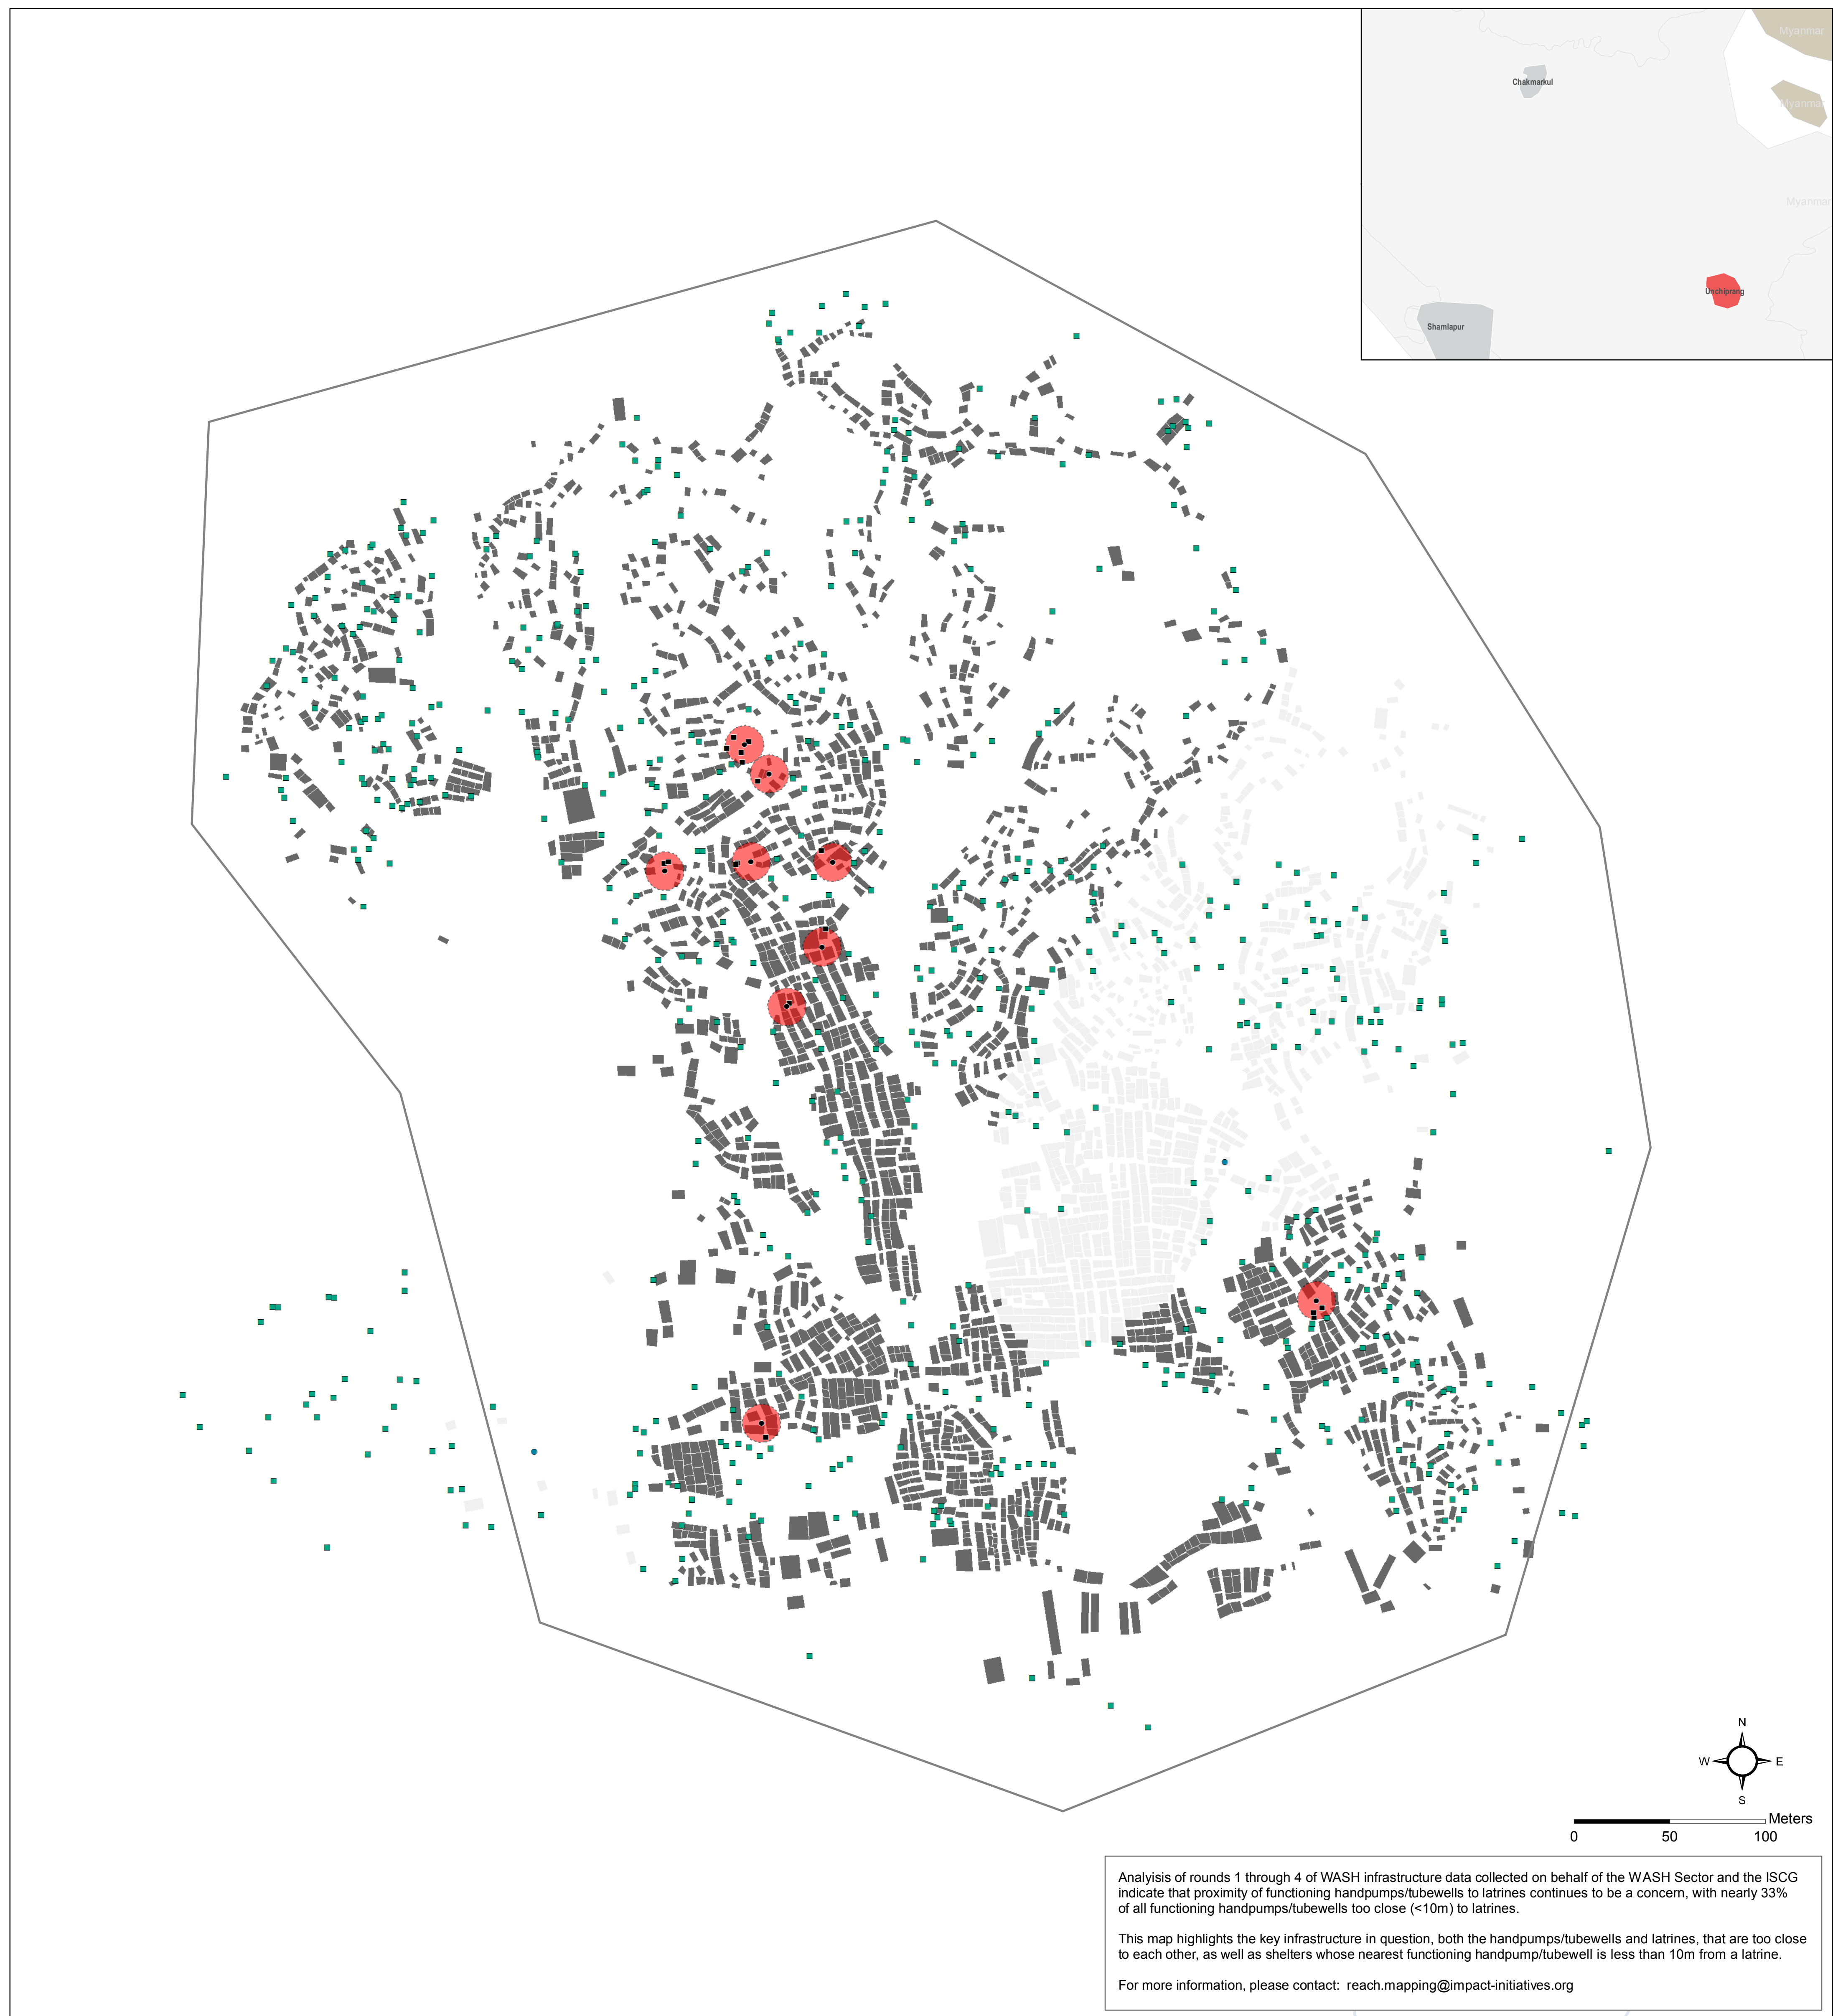 Myanmar
Chakmarkul
Myanmar
Myanmar
Unchiprang
Shamlapur
N
W
E
S
Meters
0
50
100
Analyisis of rounds 1 through 4 of WASH infrastructure data collected on behalf of the WASH Sector and the ISCG
indicate that proximity of functioning handpumps/tubewells to latrines continues to be a concern, with nearly 33%
of all functioning handpumps/tubewells too close (<10m) to latrines.
This map highlights the key infrastructure in question, both the handpumps/tubewells and latrines, that are too close
to each other, as well as shelters whose nearest functioning handpump/tubewell is less than 10m from a latrine.
For more information, please contact:  reach.mapping@impact-initiatives.org